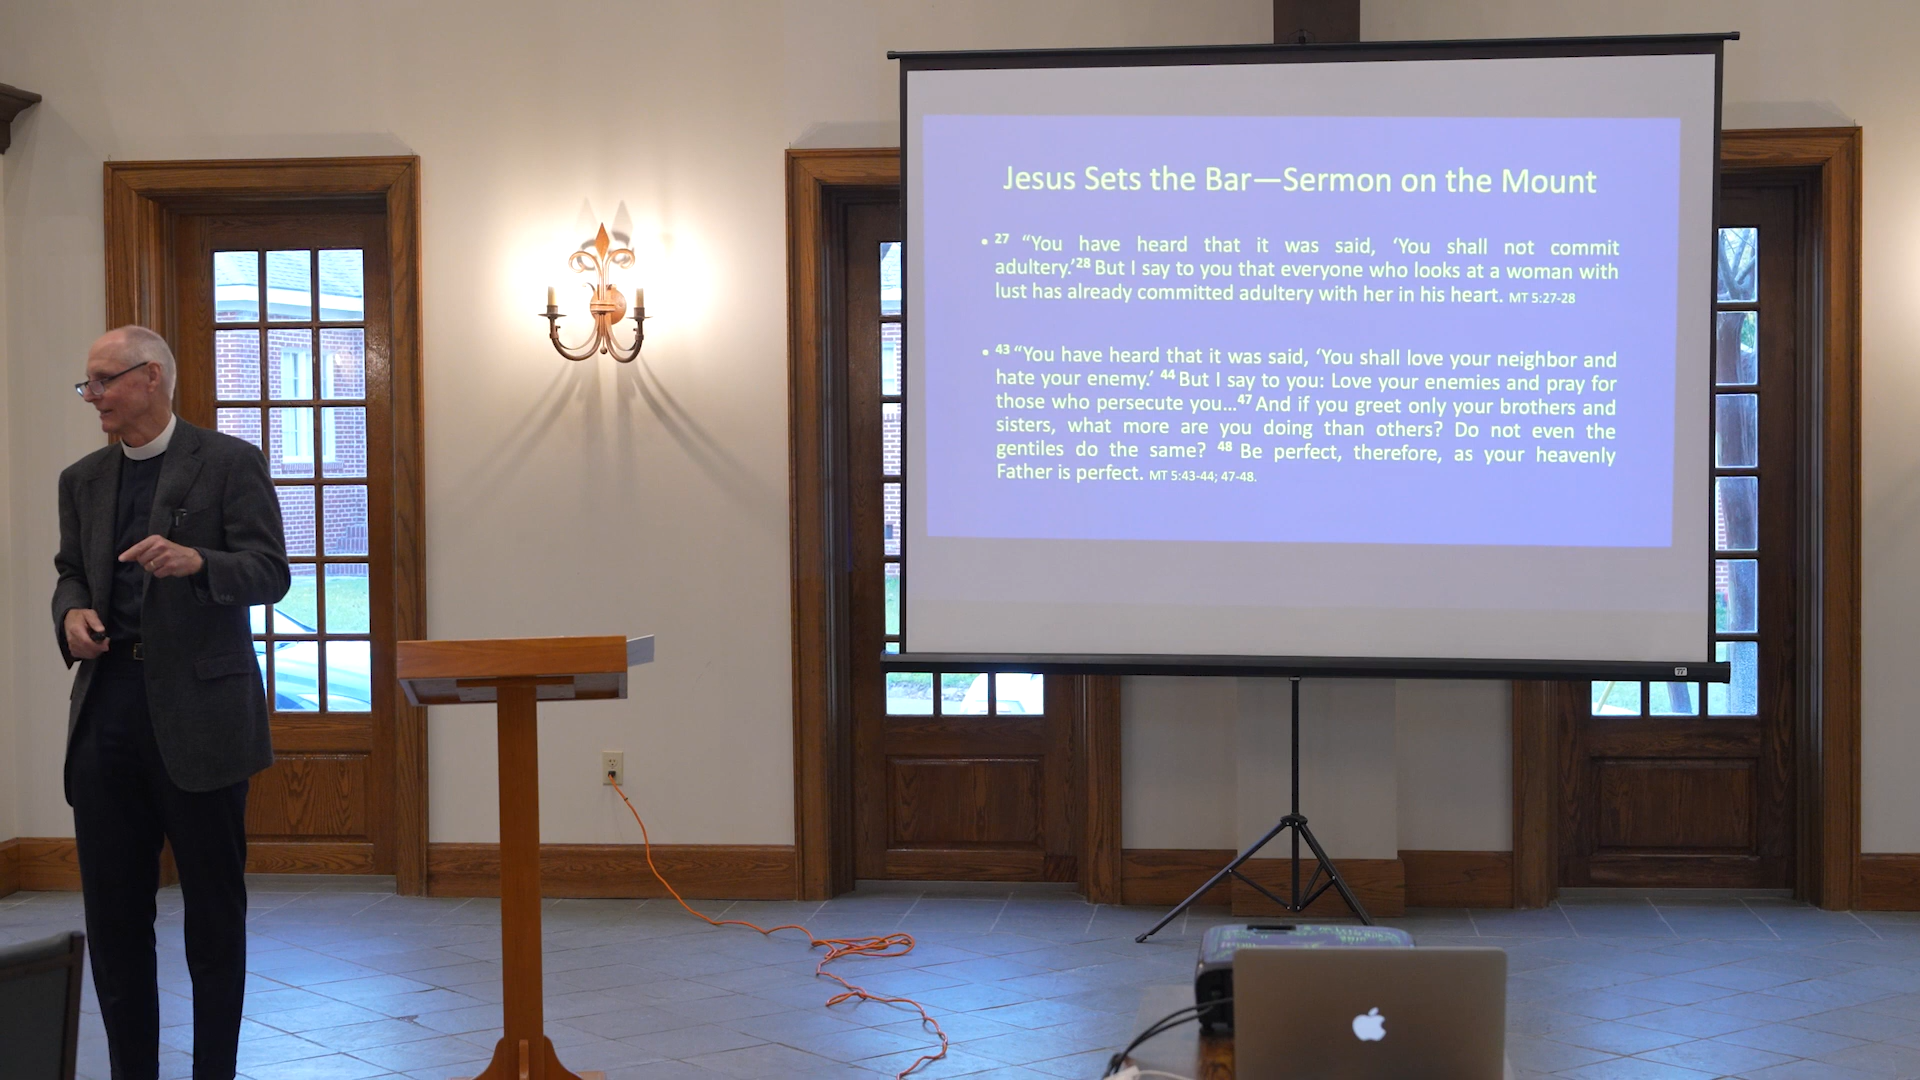 Jesus Sets the Bar—Sermon on the Mount
• 27 “You have heard that it was said, ‘You shall not commit
adultery.’28 But I say to you that everyone who looks at a woman with
lust has already committed adultery with her in his heart. MT 5:27-28
• 43 “You have heard that it was said, ‘You shall love your neighbor and
hate your enemy.’ 44 But I say to you: Love your enemies and pray for
those who persecute you…47 And if you greet only your brothers and
sisters, what more are you doing than others? Do not even the
gentiles do the same? 48 Be perfect, therefore, as your heavenly
Father is perfect. MT 5:43-44; 47-48.